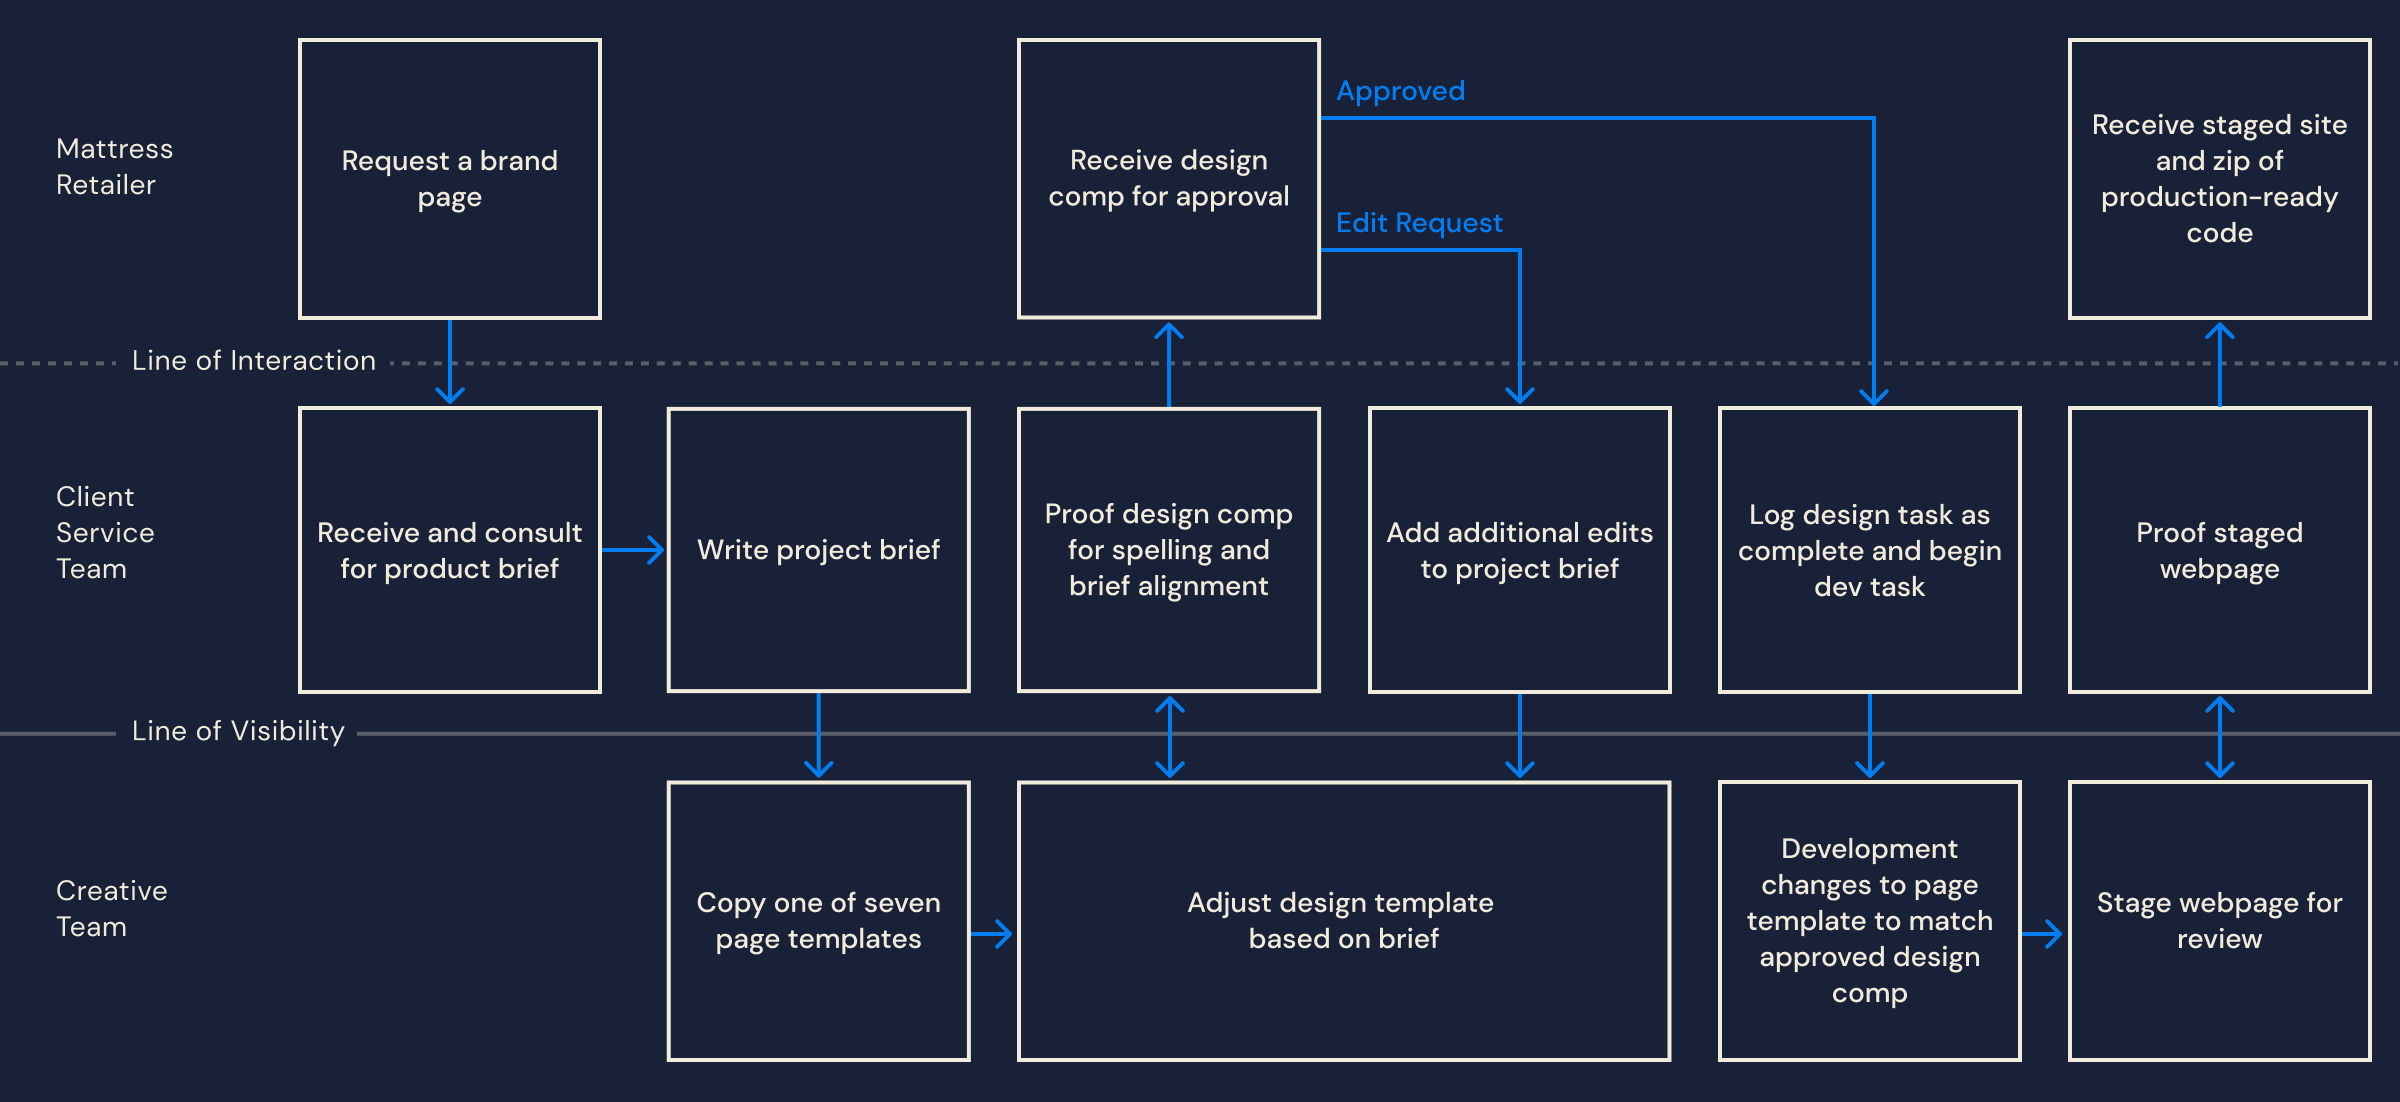 Mattress
Retailer
Request a brand
page
Receive design
comp for approval
Approved
Edit Request
Receive staged site
and zip of
production-ready
code
Line of Interaction
Client
Service
Team
Receive and consult
for product brief
Write project brief
Proof design comp
for spelling and
brief alignment
Add additional edits
to project brief
Log design task as
complete and begin
dev task
Proof staged
webpage
Line of Visibility
Creative
Team
Copy one of seven
page templates
Adjust design template
based on brief
Development
changes to page
template to match
approved design
comp
Stage webpage for
review